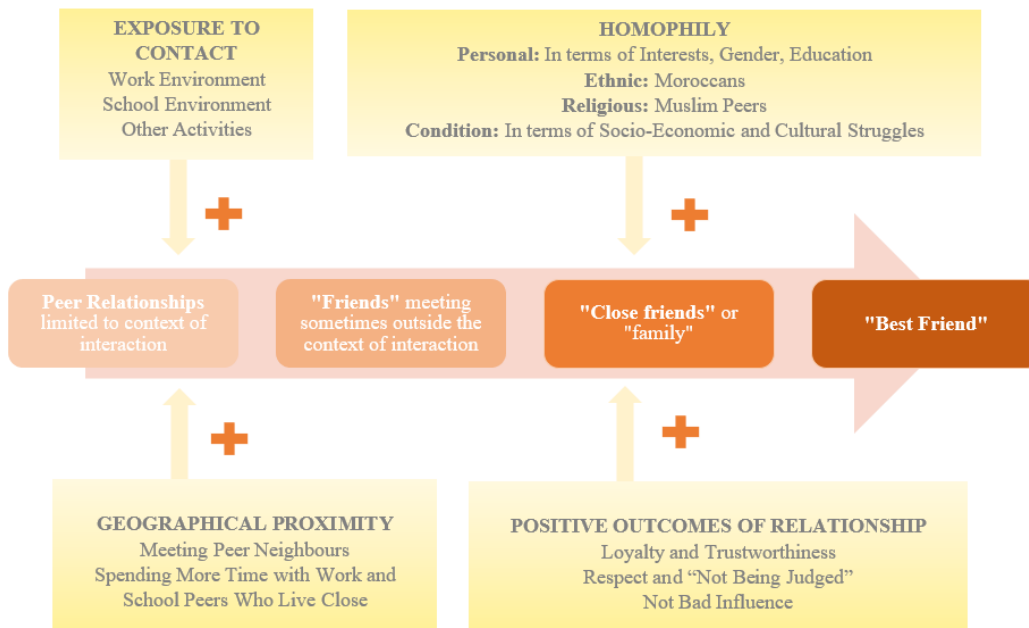 EXPOSURE TO
CONTACT
Work Environment
School Environment
Other Activities
HOMOPHILY
Personal: In terms of Interests, Gender, Education
Ethnic: Moroccans
Religious: Muslim Peers
Condition: In terms of Socio-Economic and Cultural Struggles
Peer Relationships
limited to context of
interaction
"Friends" meeting
sometimes outside the
context of interaction
"Close friends" or
"family"
"Best Friend"
GEOGRAPHICAL PROXIMITY
Meeting Peer Neighbours
Spending More Time with Work and
School Peers Who Live Close
POSITIVE OUTCOMES OF RELATIONSHIP
Loyalty and Trustworthiness
Respect and “Not Being Judged”
Not Bad Influence